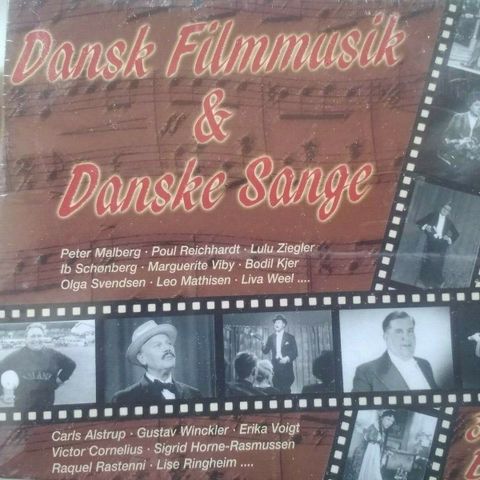 Dansk Filmmusik
&
Danske Sange
Peter Malberg · Poul Reichhardt · Lulu Ziegler
Ib Schønberg · Marguerite Viby · Bodil Kjer
Olga Svendsen · Leo Mathisen · Liva Weel ....
Carls Alstrup · Gustav Winckler · Erika Voigt
Victor Cornelius · Sigrid Horne-Rasmussen
Raquel Rastenni · Lise Ringheim ....